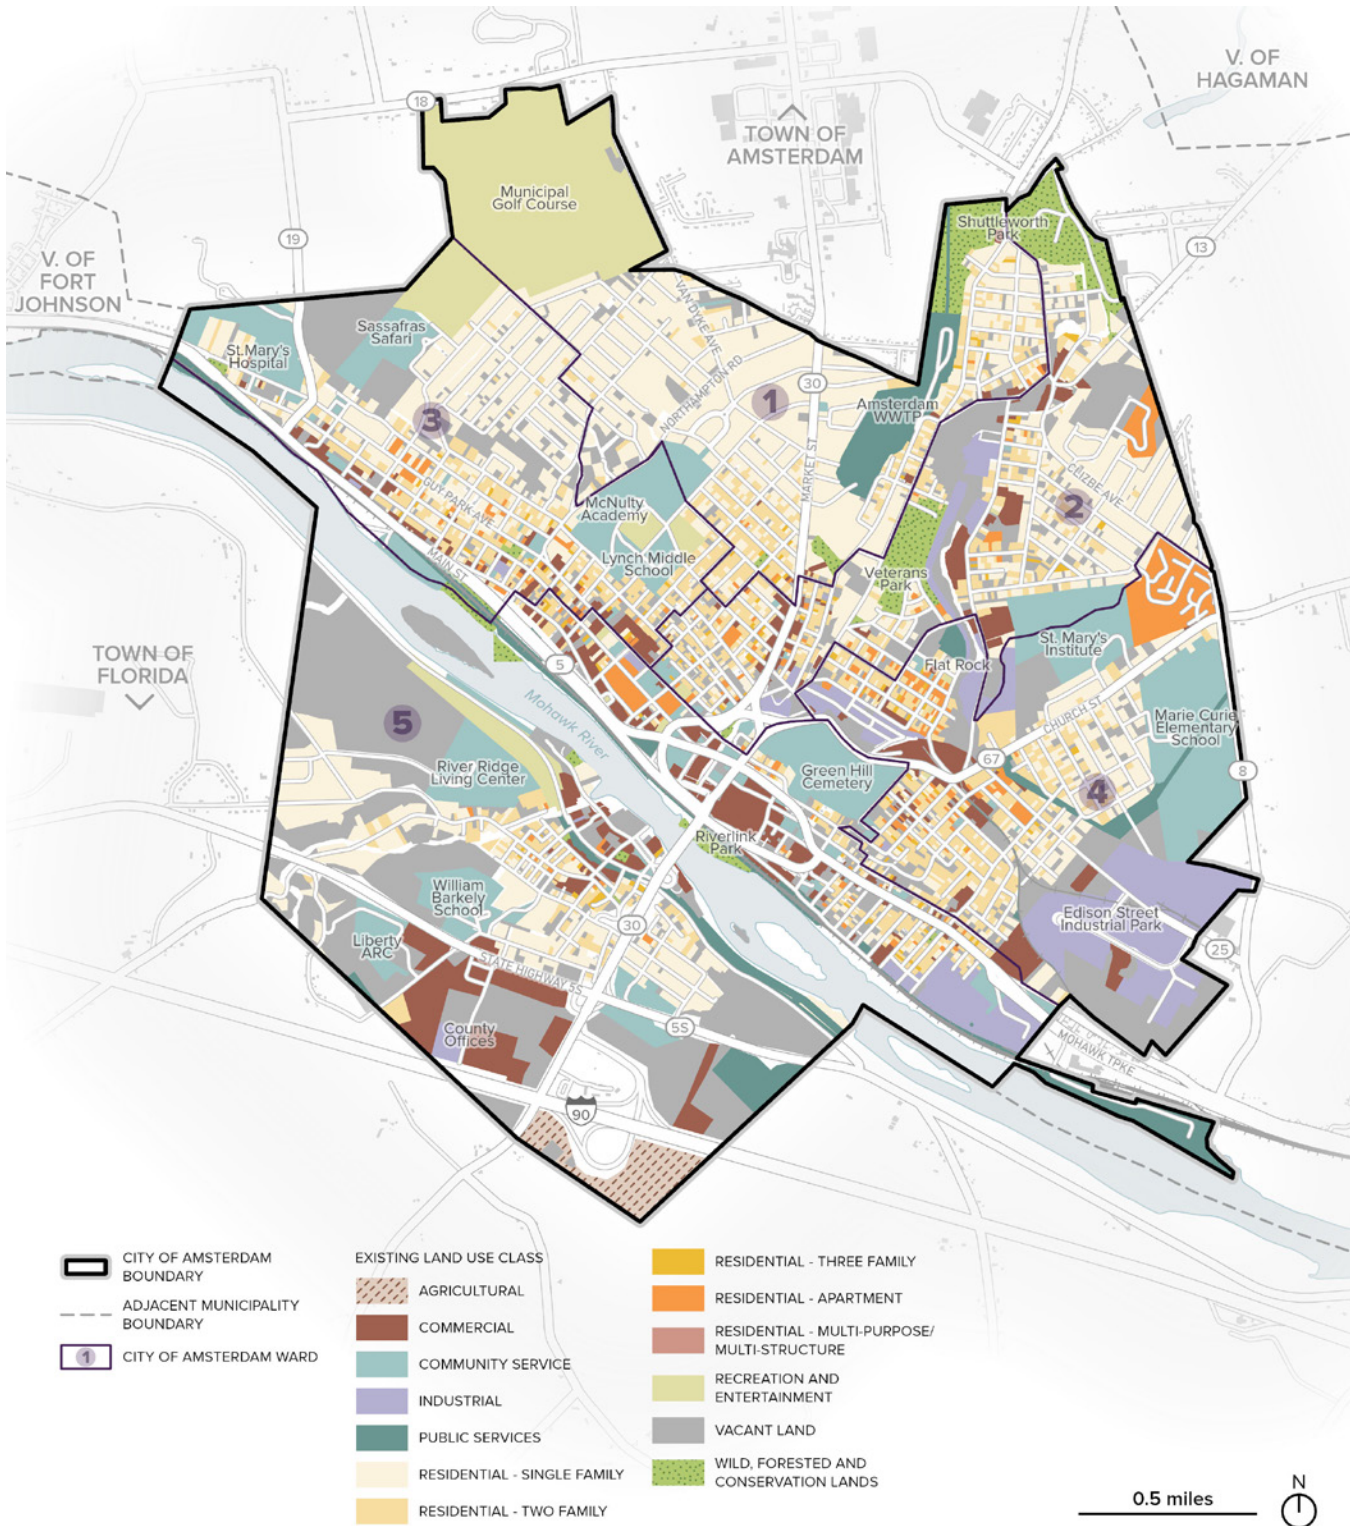 V. OF
HAGAMAN
18
TOWN OF
AMSTERDAM
Municipal
Golf Course
Shuttleworth
Park
19
13
V. OF
FORT
JOHNSON
VAN DYKE AVE
Sassafras
Safari
St.Mary's
Hospital
NORTHAMPTON RD
30
1
3
Amsterdam
WWTP
MARKET ST
CLIZBE AVE
2
GUY PARK AVE
McNulty
Academy
MAIN ST
Lynch Middle
School
Veterans
Park
TOWN OF
FLORIDA
5
St. Mary's
Institute
Flat Rock
Mohawk River
CHURCH ST
Marie Curie
Elementary
School
5
River Ridge
Living Center
67
8
Green Hill
Cemetery
4
Riverlink
Park
William
Barkely
School
30
Edison Street
Industrial Park
Liberty
ARC
25
STATE HIGHWAY 5S
County
Offices
5S
MOHAWK TPKE
90
CITY OF AMSTERDAM
BOUNDARY
ADJACENT MUNICIPALITY
BOUNDARY
1 CITY OF AMSTERDAM WARD
EXISTING LAND USE CLASS
AGRICULTURAL
COMMERCIAL
COMMUNITY SERVICE
INDUSTRIAL
PUBLIC SERVICES
RESIDENTIAL - SINGLE FAMILY
RESIDENTIAL - TWO FAMILY
RESIDENTIAL - THREE FAMILY
RESIDENTIAL - APARTMENT
RESIDENTIAL - MULTI-PURPOSE/
MULTI-STRUCTURE
RECREATION AND
ENTERTAINMENT
VACANT LAND
WILD, FORESTED AND
CONSERVATION LANDS
0.5 miles
N